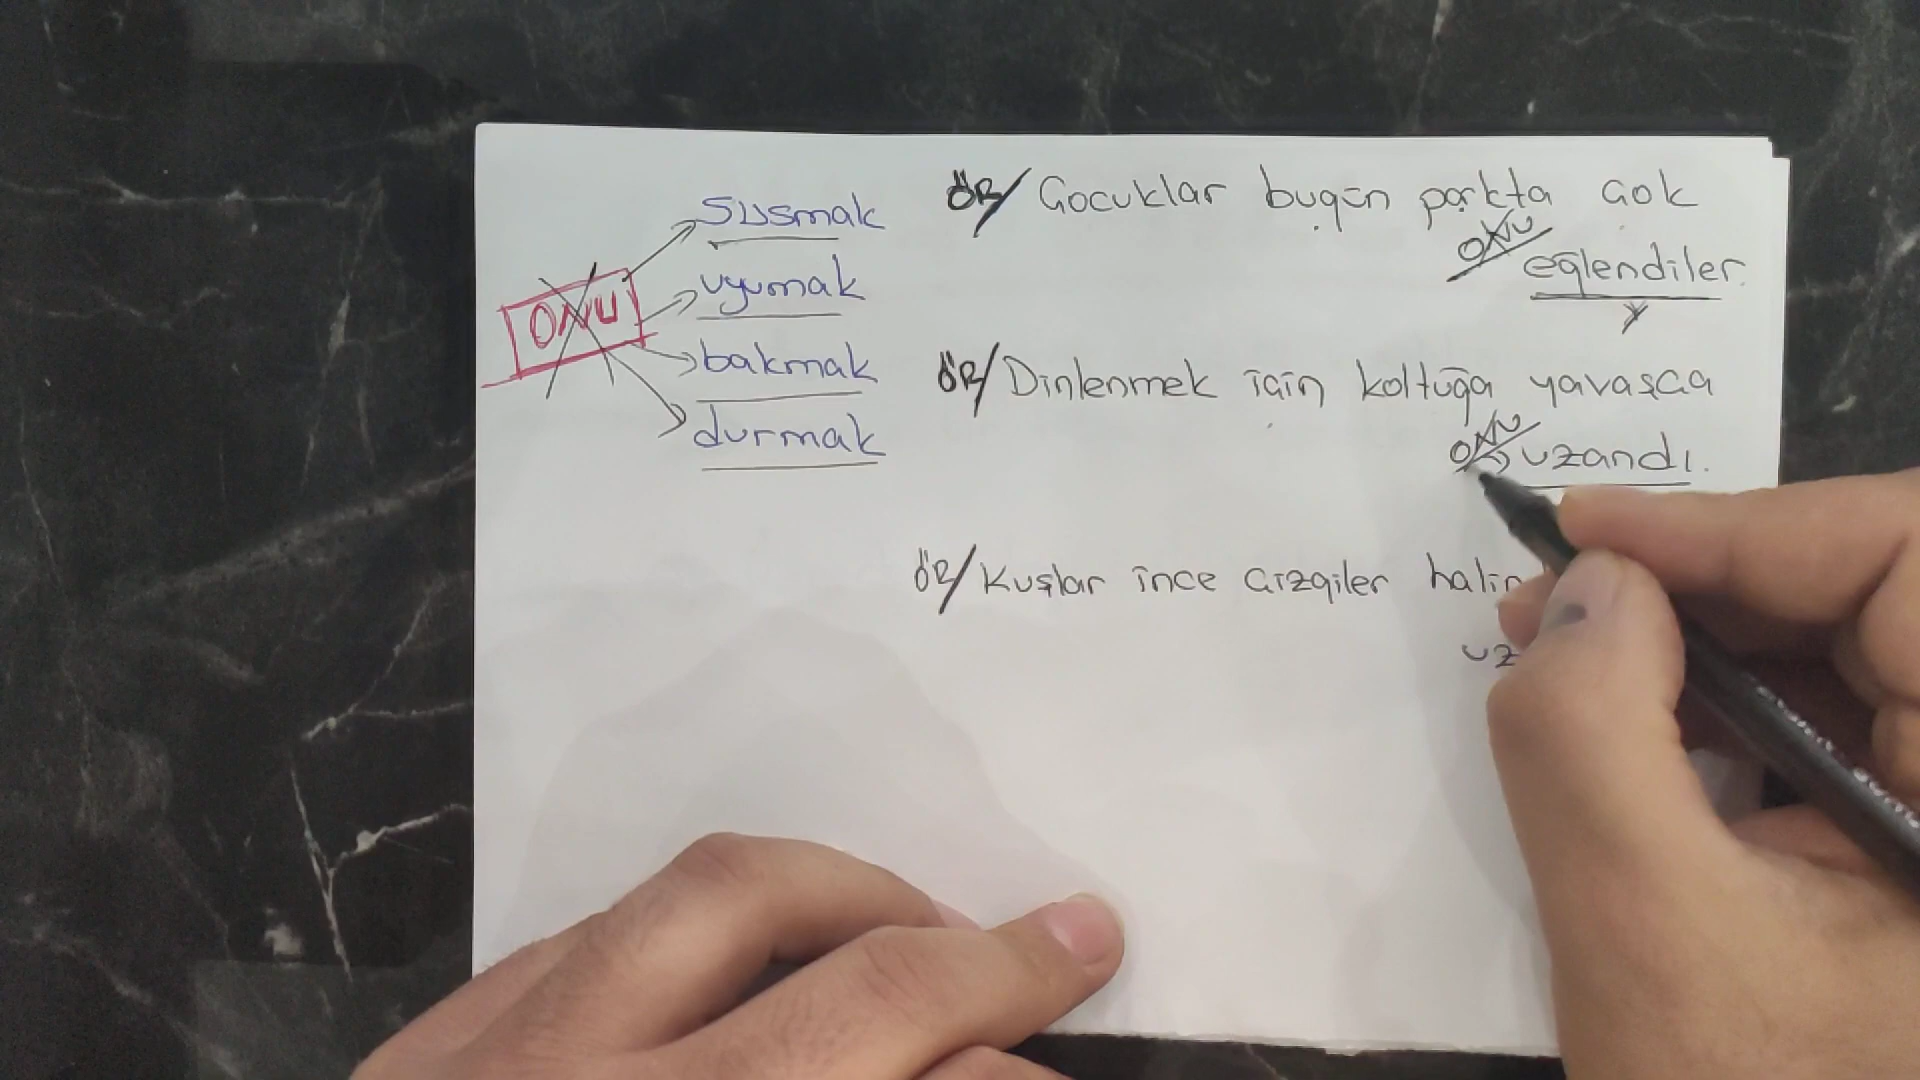 ONU
susmak
uyumak
bakmak
durmak
ÖR/ Çocuklar bugün parkta çok
ONU
eğlendiler.
ÖR/ Dinlenmek için koltuğa yavaşça
ONU uzandı.
ÖR/ Kuşlar ince çizgiler